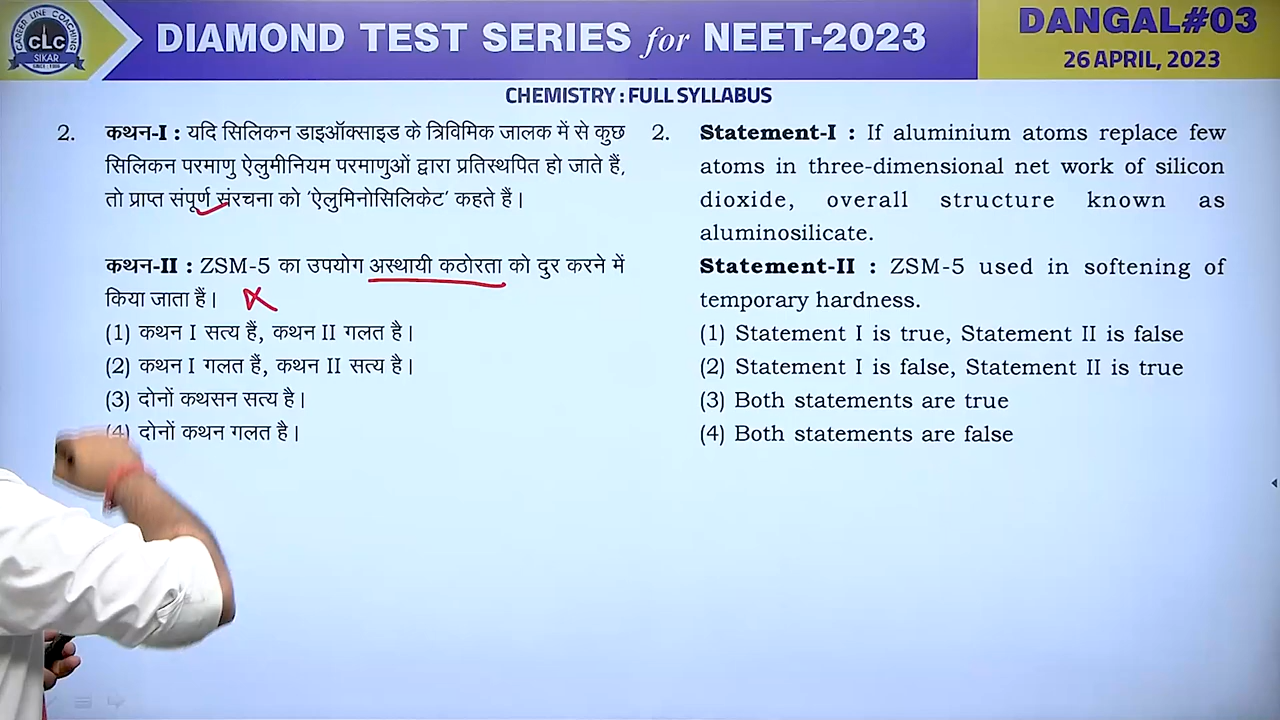 CAREER LINE COACHING
CLC
SIKAR
DIAMOND TEST SERIES for NEET-2023
DANGAL#03
26 APRIL, 2023
CHEMISTRY : FULL SYLLABUS
2. कथन-I : यदि सिलिकन डाइऑक्साइड के त्रिविमिक जालक में से कुछ
सिलिकन परमाणु ऐलुमीनियम परमाणुओं द्वारा प्रतिस्थपित हो जाते हैं,
तो प्राप्त संपूर्ण संरचना को 'ऐलुमिनोसिलिकेट' कहते हैं।
कथन-II : ZSM-5 का उपयोग अस्थायी कठोरता को दुर करने में
किया जाता हैं।
(1) कथन I सत्य हैं, कथन II गलत है।
(2) कथन I गलत हैं, कथन II सत्य है।
(3) दोनों कथसन सत्य है।
(4) दोनों कथन गलत है।
2. Statement-I : If aluminium atoms replace few
atoms in three-dimensional net work of silicon
dioxide, overall structure known as
aluminosilicate.
Statement-II : ZSM-5 used in softening of
temporary hardness.
(1) Statement I is true, Statement II is false
(2) Statement I is false, Statement II is true
(3) Both statements are true
(4) Both statements are false